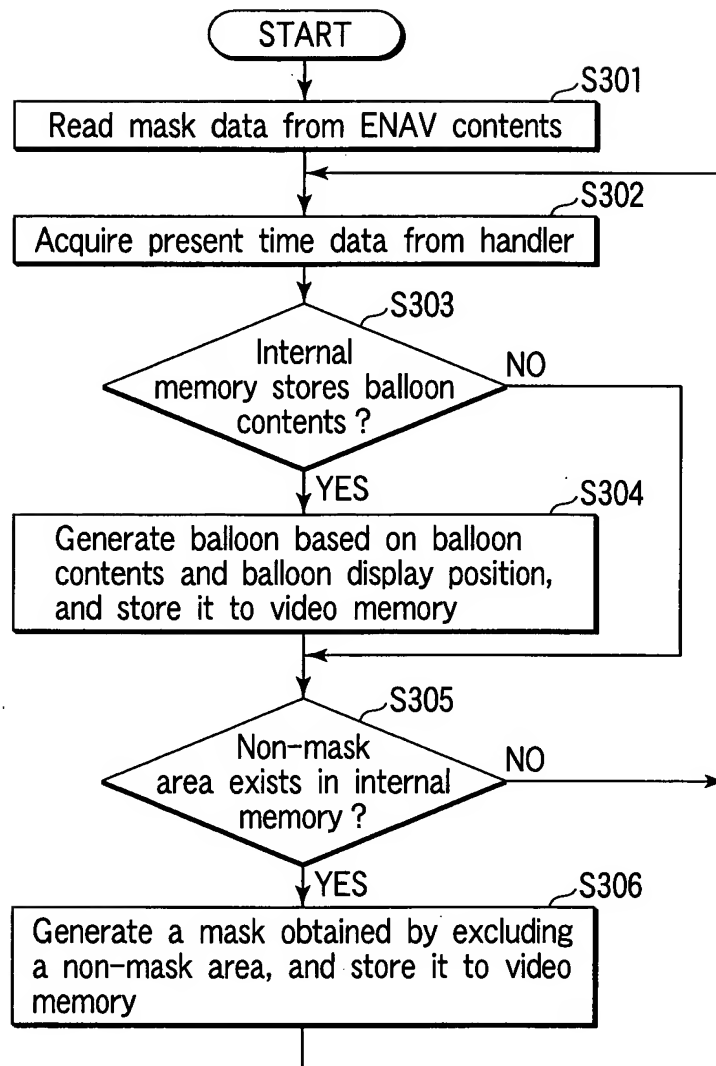 START
S301
Read mask data from ENAV contents
S302
Acquire present time data from handler
S303
Internal
memory stores balloon
contents ?
NO
YES
S304
Generate balloon based on balloon
contents and balloon display position,
and store it to video memory
S305
Non-mask
area exists in internal
memory ?
NO
YES
S306
Generate a mask obtained by excluding
a non-mask area, and store it to video
memory